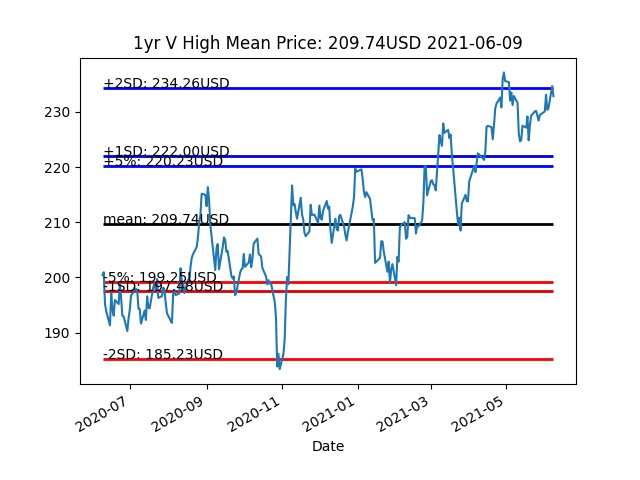 1yr V High Mean Price: 209.74USD 2021-06-09
+2SD: 234.26USD
230
+1SD: 222.00USD
+5%: 220.23USD
220
mean: 209.74USD
210
-5%: 199.25USD
200
-1SD: 197.48USD
190
-2SD: 185.23USD
2020-07
2020-09
2020-11
2021-01
2021-03
2021-05
Date